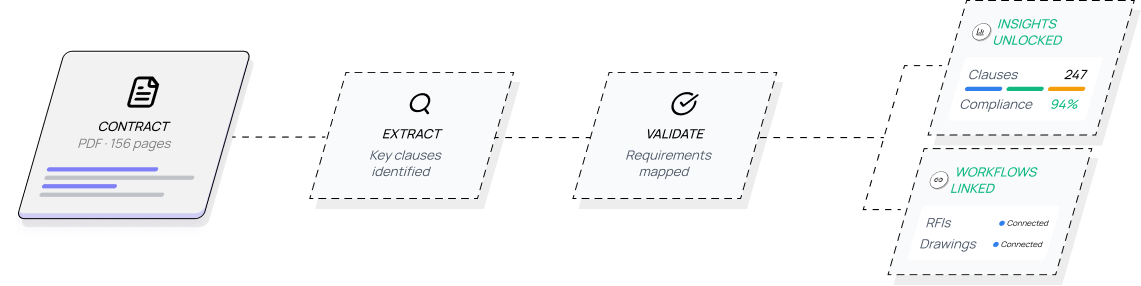 CONTRACT
PDF · 156 pages
EXTRACT
Key clauses
identified
VALIDATE
Requirements
mapped
INSIGHTS
UNLOCKED
Clauses 247
Compliance 94%
WORKFLOWS
LINKED
RFIs Connected
Drawings Connected